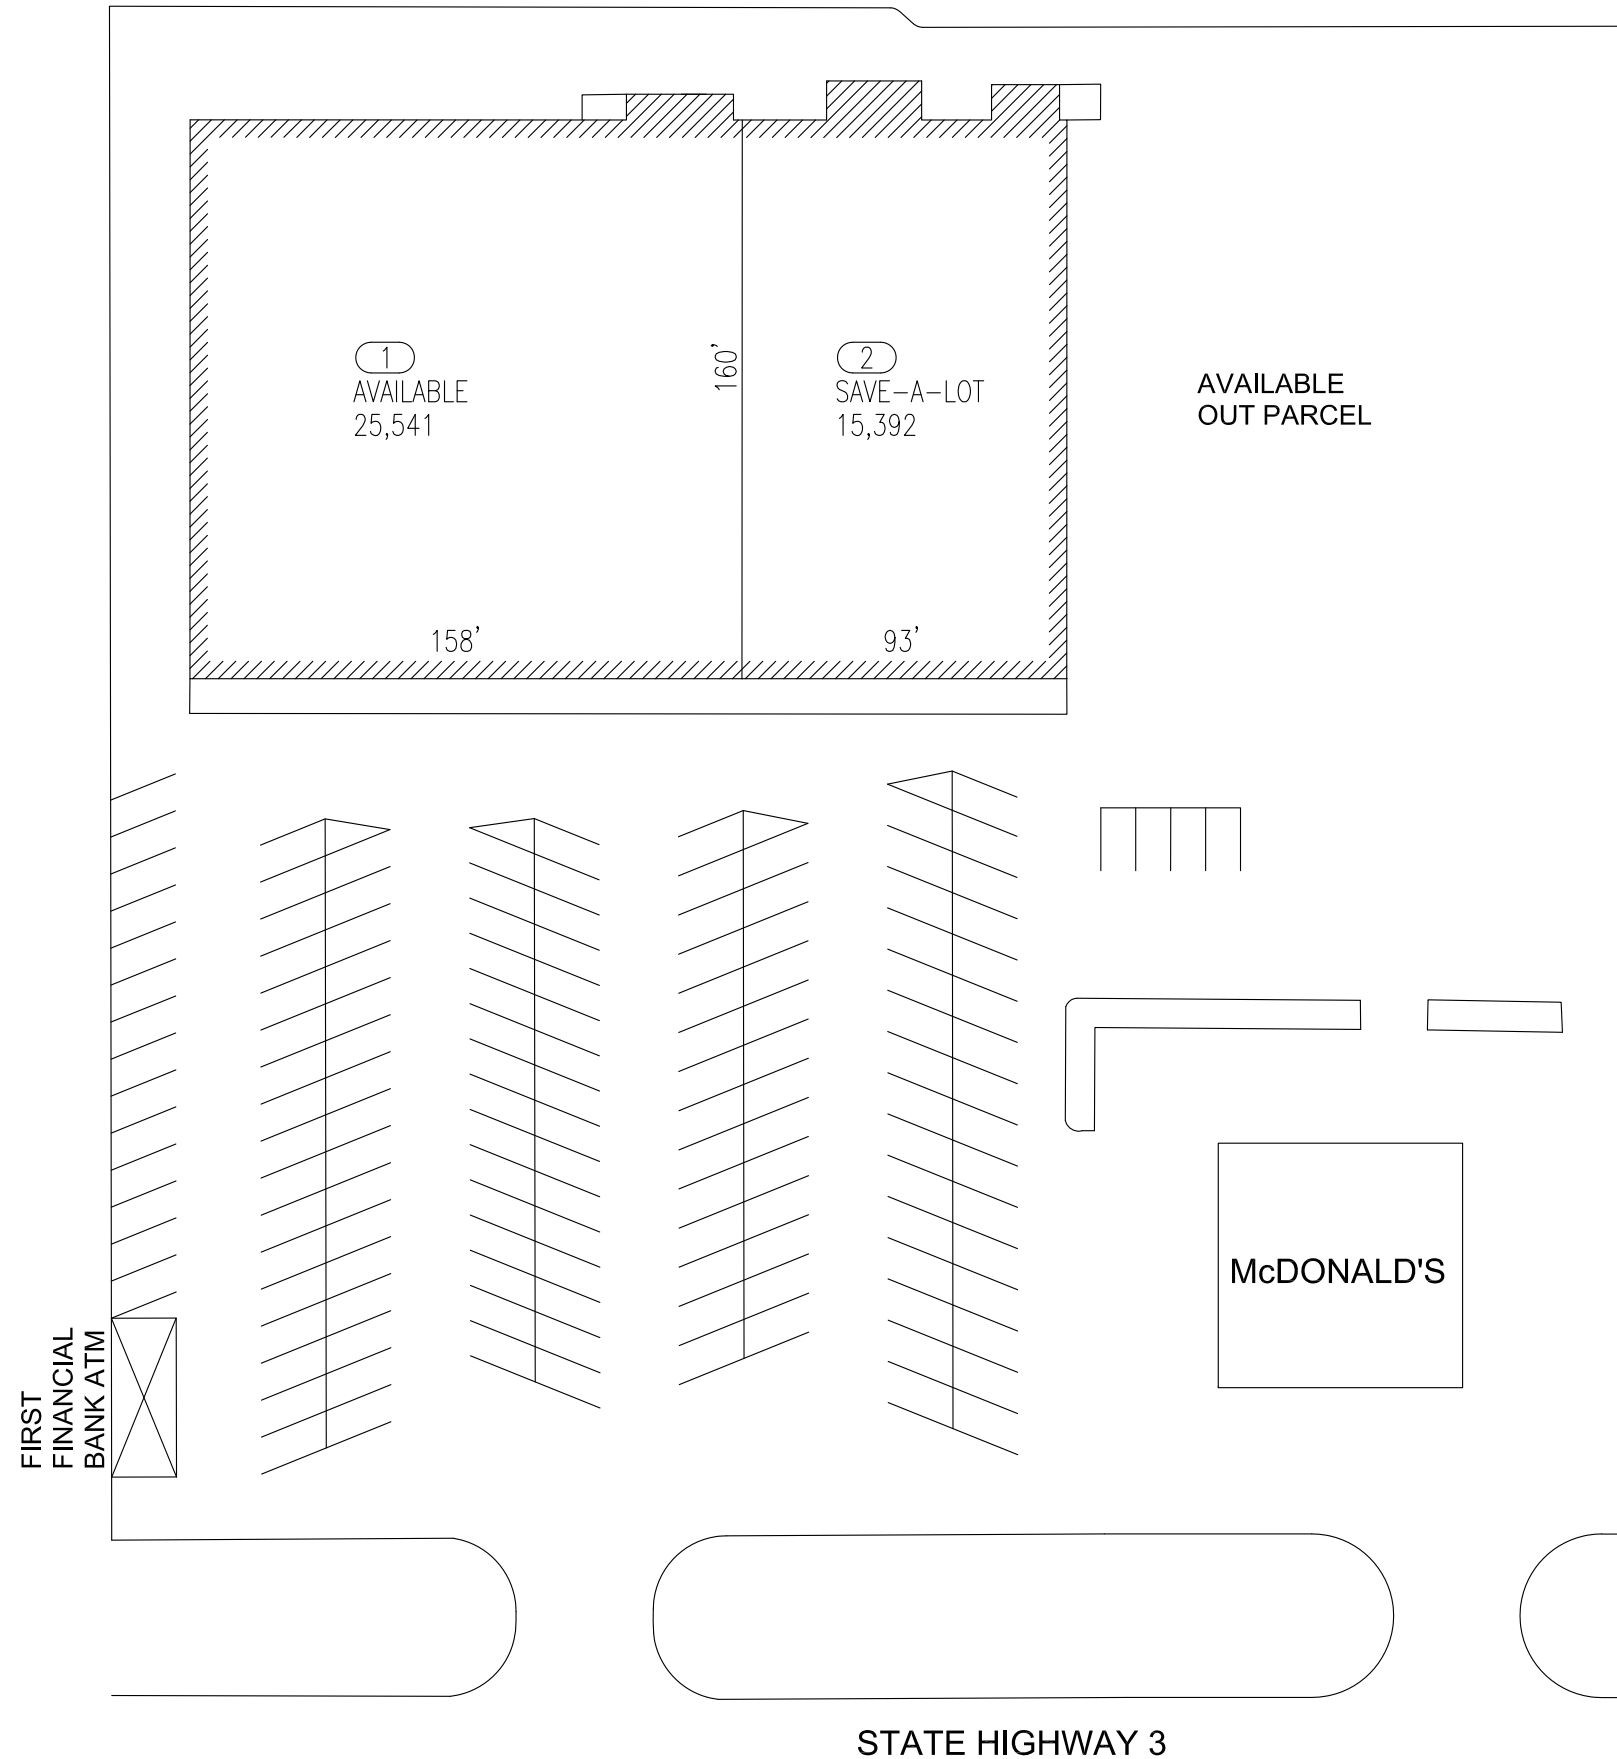 1
AVAILABLE
25,541
160'
2
SAVE-A-LOT
15,392
AVAILABLE
OUT PARCEL
158'
93'
McDONALD'S
FIRST
FINANCIAL
BANK ATM
STATE HIGHWAY 3